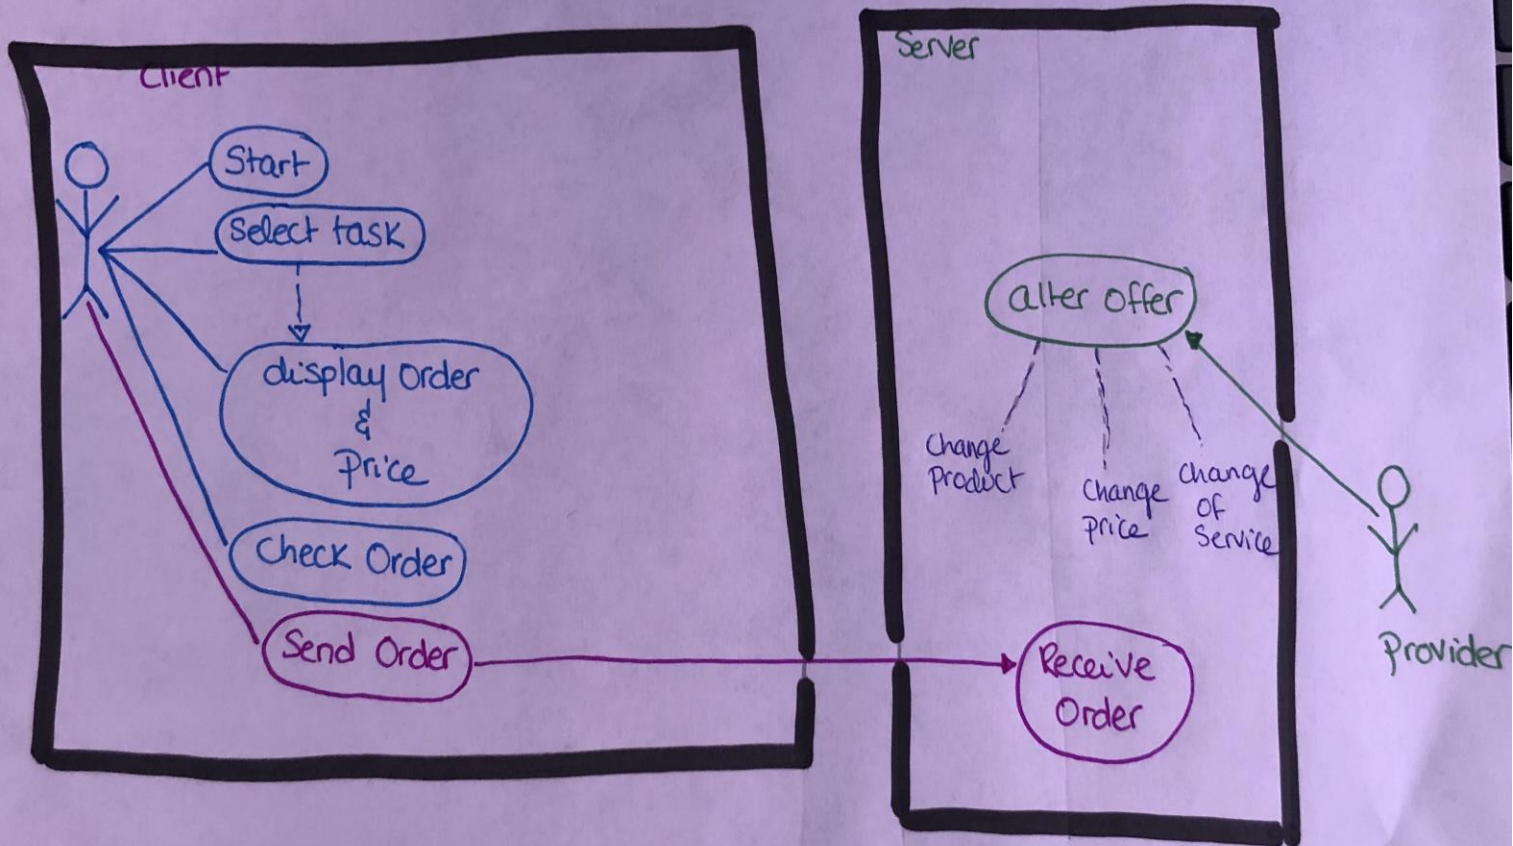 Client
Start
Select task
display Order
&
Price
Check Order
Send Order
Server
alter offer
Change
Product
Change
price
Change
of
Service
Receive
Order
Provider